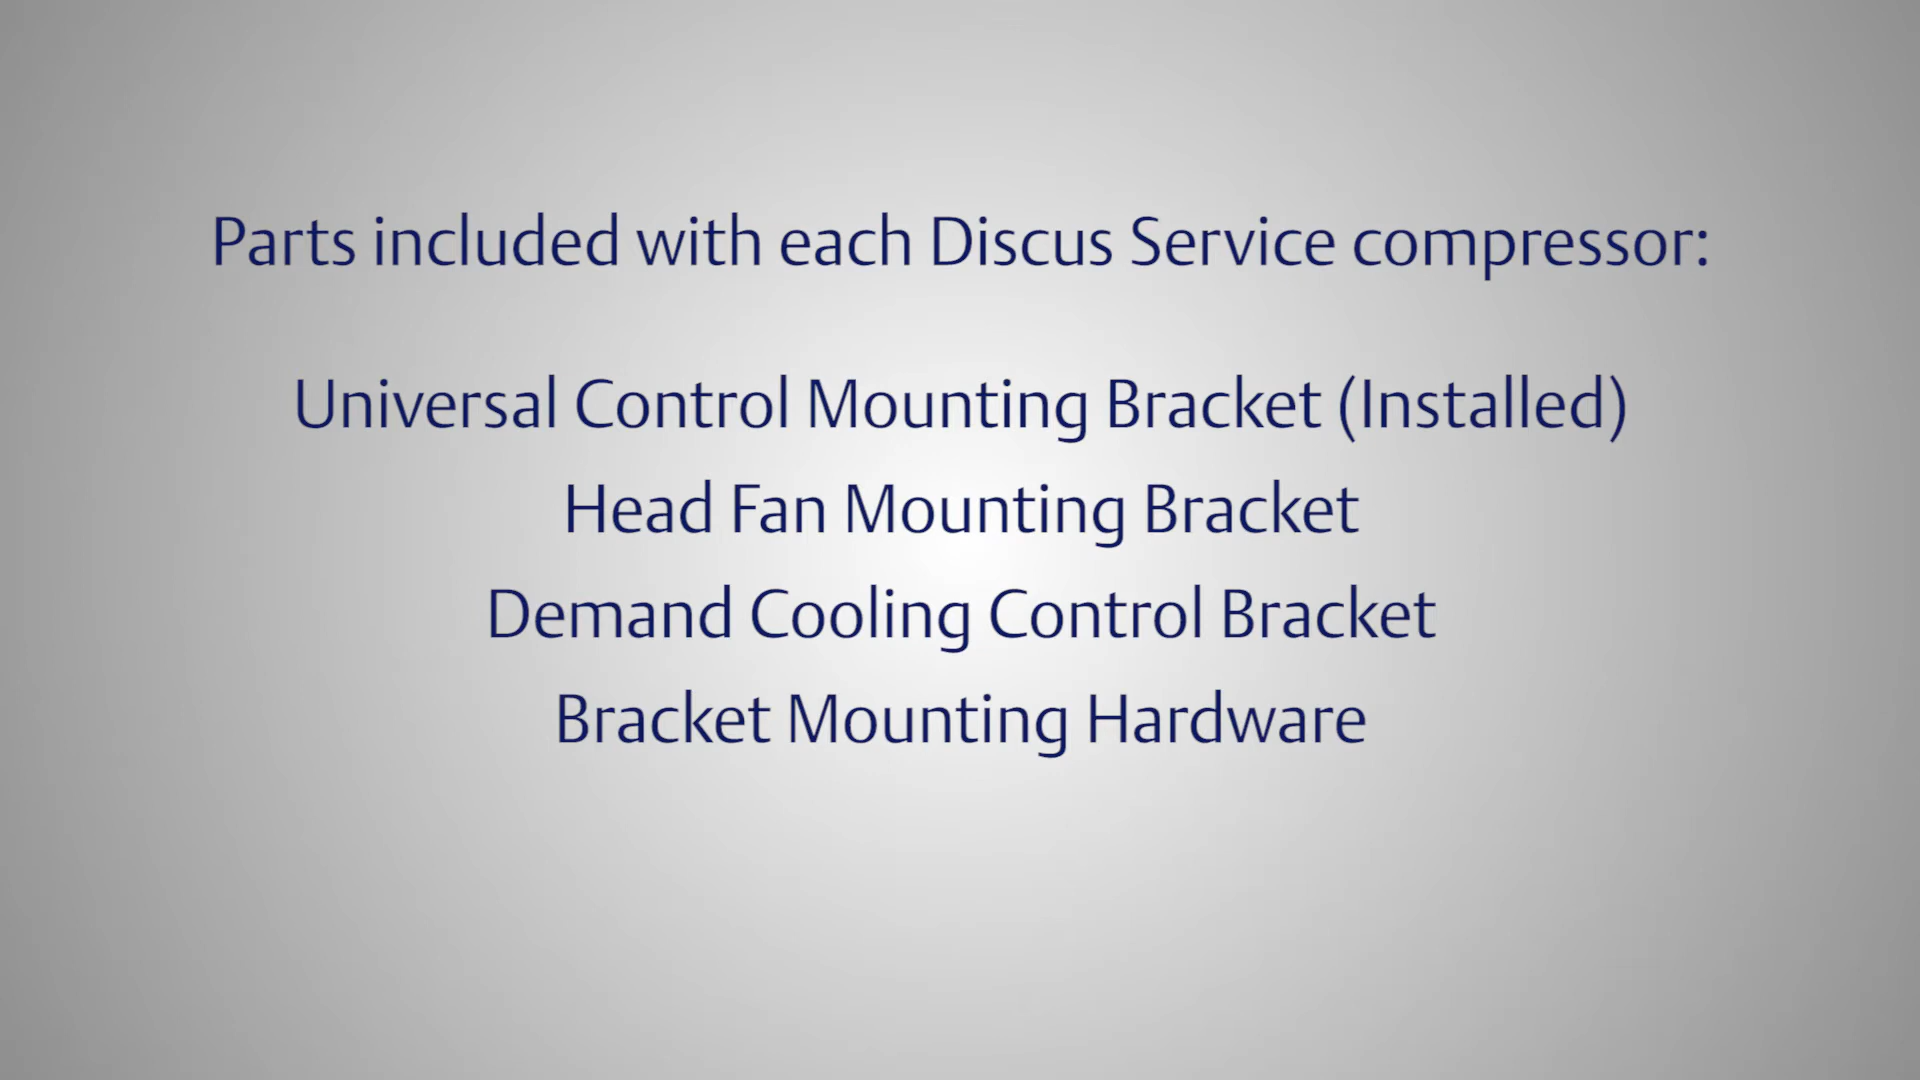 Parts included with each Discus Service compressor:
Universal Control Mounting Bracket (Installed)
Head Fan Mounting Bracket
Demand Cooling Control Bracket
Bracket Mounting Hardware